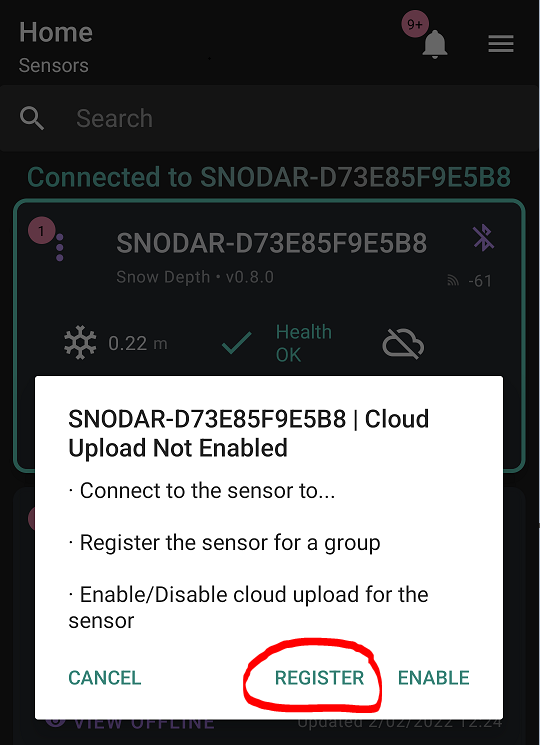 Home
9+
Sensors
Search
Connected to SNODAR-D73E85F9E5B8
1
SNODAR-D73E85F9E5B8
Snow Depth • v0.8.0
-61
0.22 m
Health
OK
SNODAR-D73E85F9E5B8 | Cloud
Upload Not Enabled
· Connect to the sensor to...
· Register the sensor for a group
· Enable/Disable cloud upload for the
sensor
CANCEL REGISTER ENABLE
VIEW OFFLINE Updated 2/02/2022 12:24